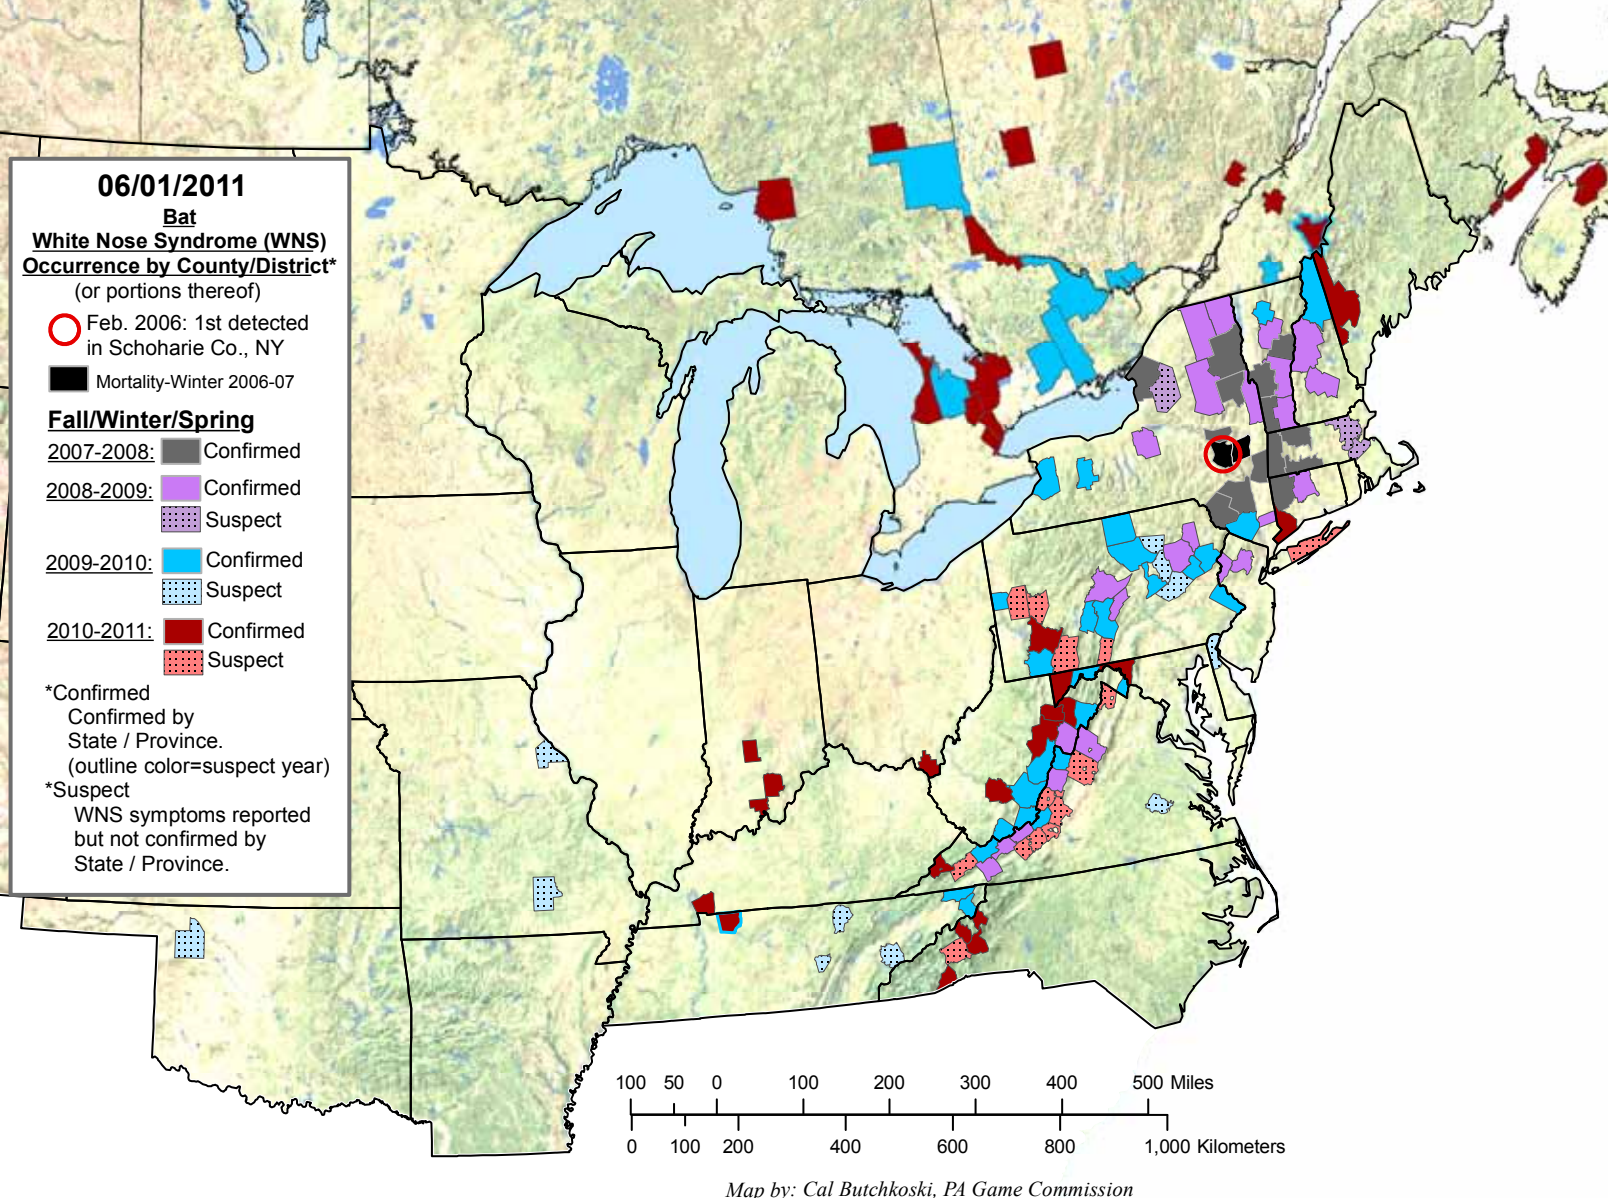 06/01/2011
Bat
White Nose Syndrome (WNS)
Occurrence by County/District*
(or portions thereof)
Feb. 2006: 1st detected
in Schoharie Co., NY
Mortality-Winter 2006-07
Fall/Winter/Spring
2007-2008: Confirmed
2008-2009: Confirmed
Suspect
2009-2010: Confirmed
Suspect
2010-2011: Confirmed
Suspect
*Confirmed
Confirmed by
State / Province.
(outline color=suspect year)
*Suspect
WNS symptoms reported
but not confirmed by
State / Province.
100 50 0 100 200 300 400 500 Miles
0 100 200 400 600 800 1,000 Kilometers
Map by: Cal Butchkoski, PA Game Commission